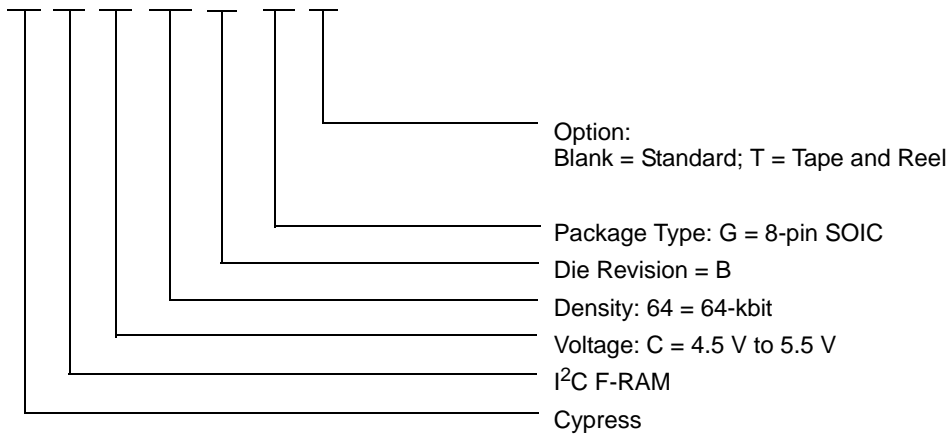 Option:
Blank = Standard; T = Tape and Reel
Package Type: G = 8-pin SOIC
Die Revision = B
Density: 64 = 64-kbit
Voltage: C = 4.5 V to 5.5 V
I²C F-RAM
Cypress